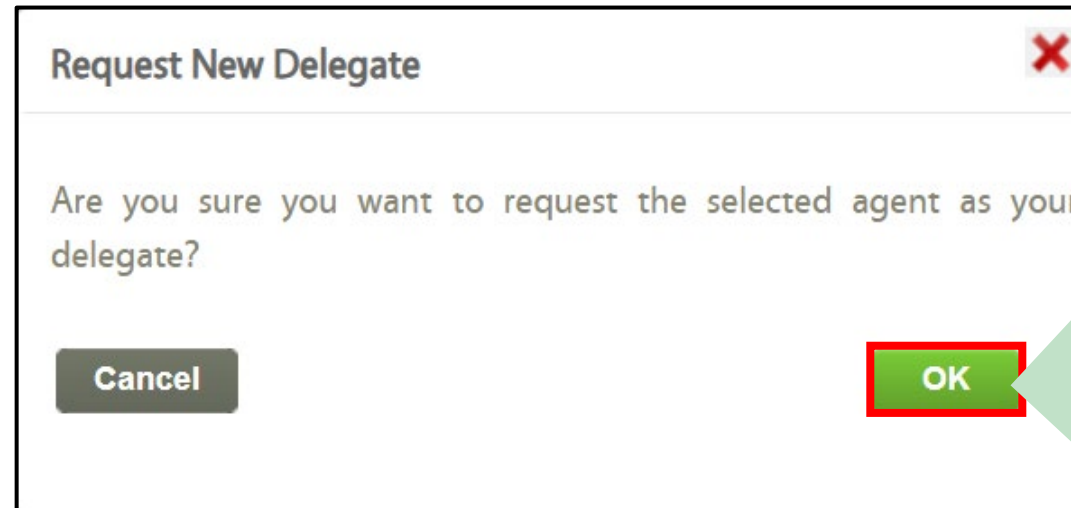 Request New Delegate
Are you sure you want to request the selected agent as your
delegate?
Cancel
OK